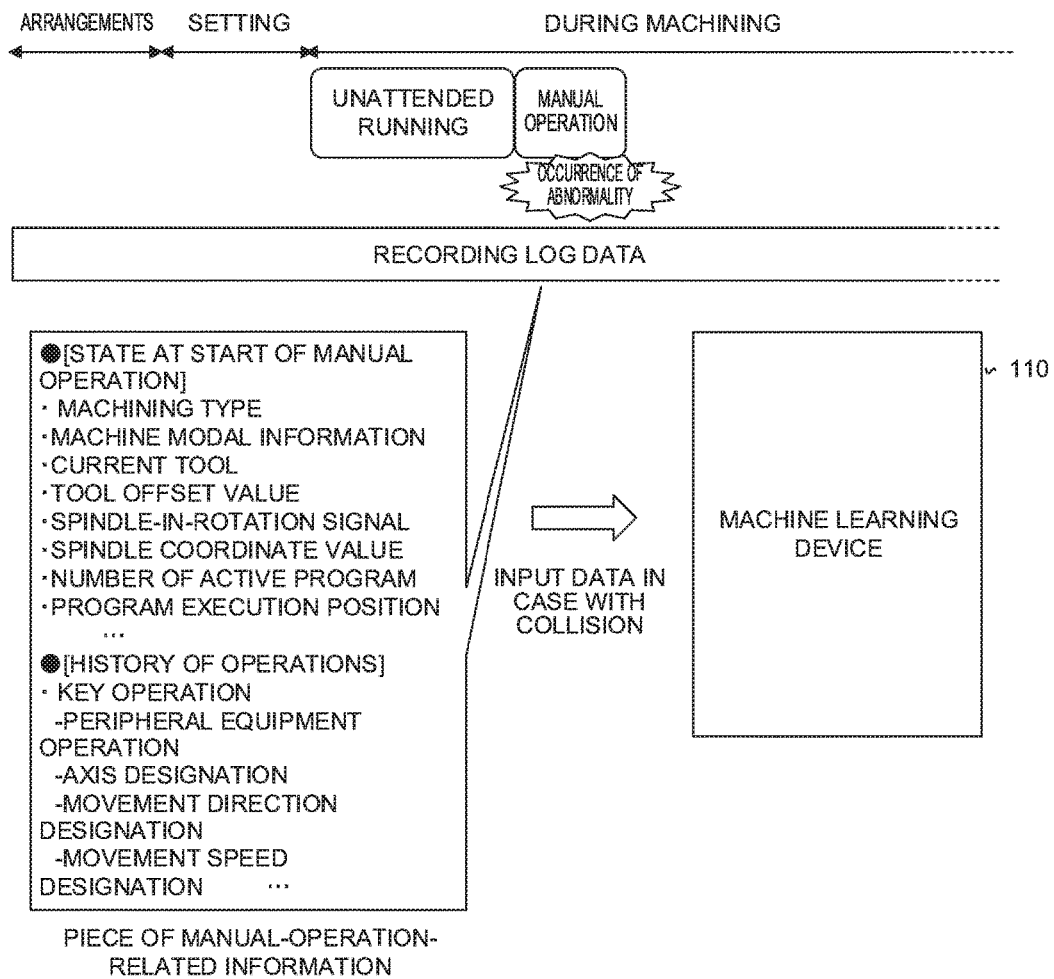 ARRANGEMENTS SETTING DURING MACHINING
UNATTENDED
RUNNING
MANUAL
OPERATION
OCCURRENCE OF
ABNORMALITY
RECORDING LOG DATA
●[STATE AT START OF MANUAL
OPERATION]
・MACHINING TYPE
・MACHINE MODAL INFORMATION
・CURRENT TOOL
・TOOL OFFSET VALUE
・SPINDLE-IN-ROTATION SIGNAL
・SPINDLE COORDINATE VALUE
・NUMBER OF ACTIVE PROGRAM
・PROGRAM EXECUTION POSITION
...
●[HISTORY OF OPERATIONS]
・KEY OPERATION
-PERIPHERAL EQUIPMENT
OPERATION
-AXIS DESIGNATION
-MOVEMENT DIRECTION
DESIGNATION
-MOVEMENT SPEED
DESIGNATION ...
PIECE OF MANUAL-OPERATION-
RELATED INFORMATION
INPUT DATA IN
CASE WITH
COLLISION
MACHINE LEARNING
DEVICE
110